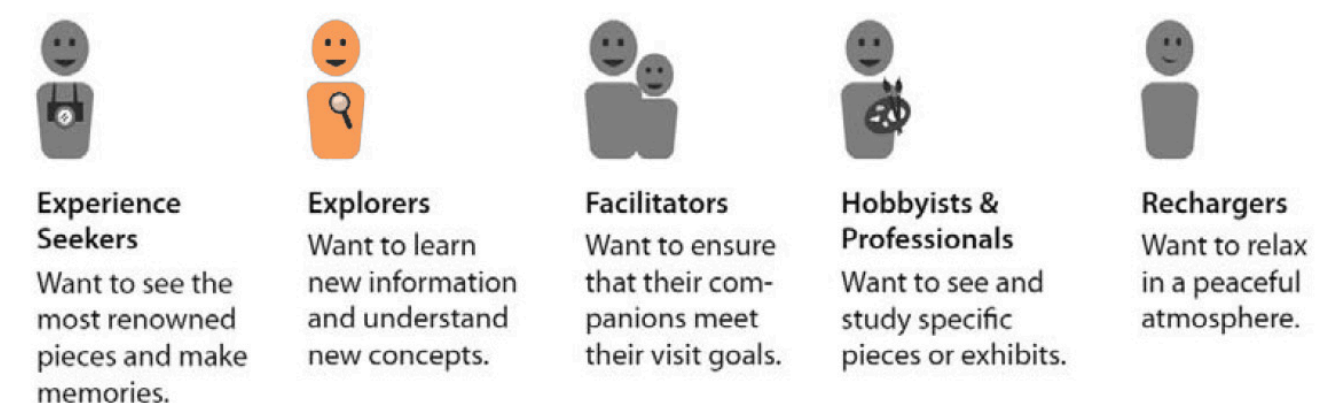 Experience
Seekers
Want to see the
most renowned
pieces and make
memories.
Explorers
Want to learn
new information
and understand
new concepts.
Facilitators
Want to ensure
that their com-
panions meet
their visit goals.
Hobbyists &
Professionals
Want to see and
study specific
pieces or exhibits.
Rechargers
Want to relax
in a peaceful
atmosphere.